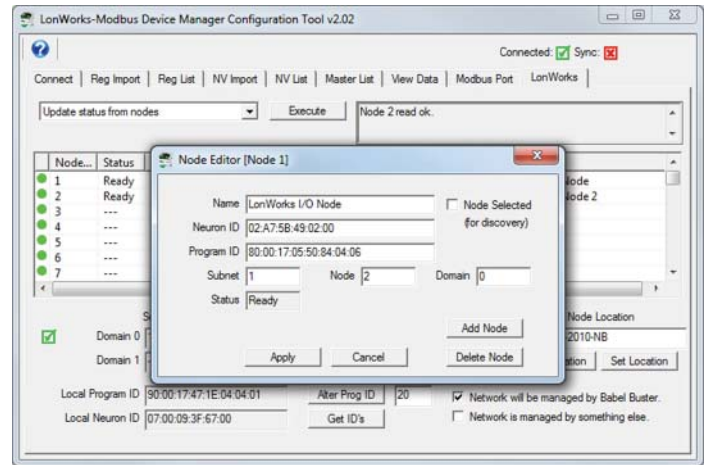 LonWorks-Modbus Device Manager Configuration Tool v2.02
Connected: Sync:
Connect Reg Import Reg List NV Import NV List Master List View Data Modbus Port LonWorks
Update status from nodes Execute Node 2 read ok.
Node... Status
1 Ready
2 Ready Node 2
3 ---
4 ---
5 ---
6 ---
7 ---
Node Editor [Node 1]
Name LonWorks I/O Node Node Selected
(for discovery)
Neuron ID 02:A7:5B:49:02:00
Program ID 80:00:17:05:50:84:04:06
Subnet 1 Node 2 Domain 0
Status Ready
Add Node
Apply Cancel Delete Node
Node Location
Domain 0 2010-NB
Domain 1 Set Location
Local Program ID 90:00:17:47:1E:04:04:01 Alter Prog ID 20 Network will be managed by Babel Buster.
Local Neuron ID 07:00:09:3F:67:00 Get ID's Network is managed by something else.